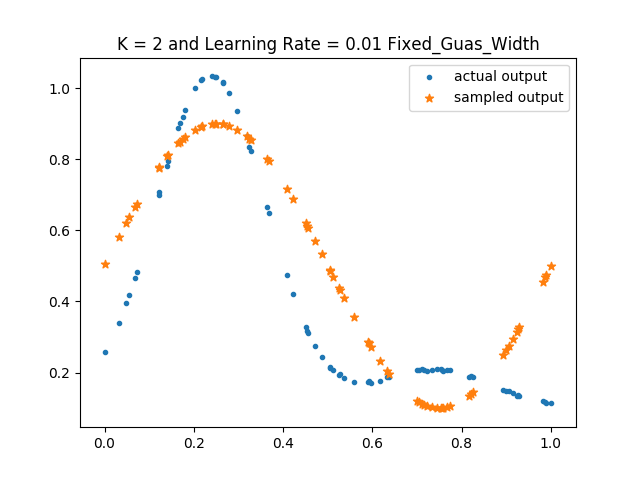 K = 2 and Learning Rate = 0.01 Fixed_Guas_Width
actual output
sampled output
1.0
0.8
0.6
0.4
0.2
0.0 0.2 0.4 0.6 0.8 1.0